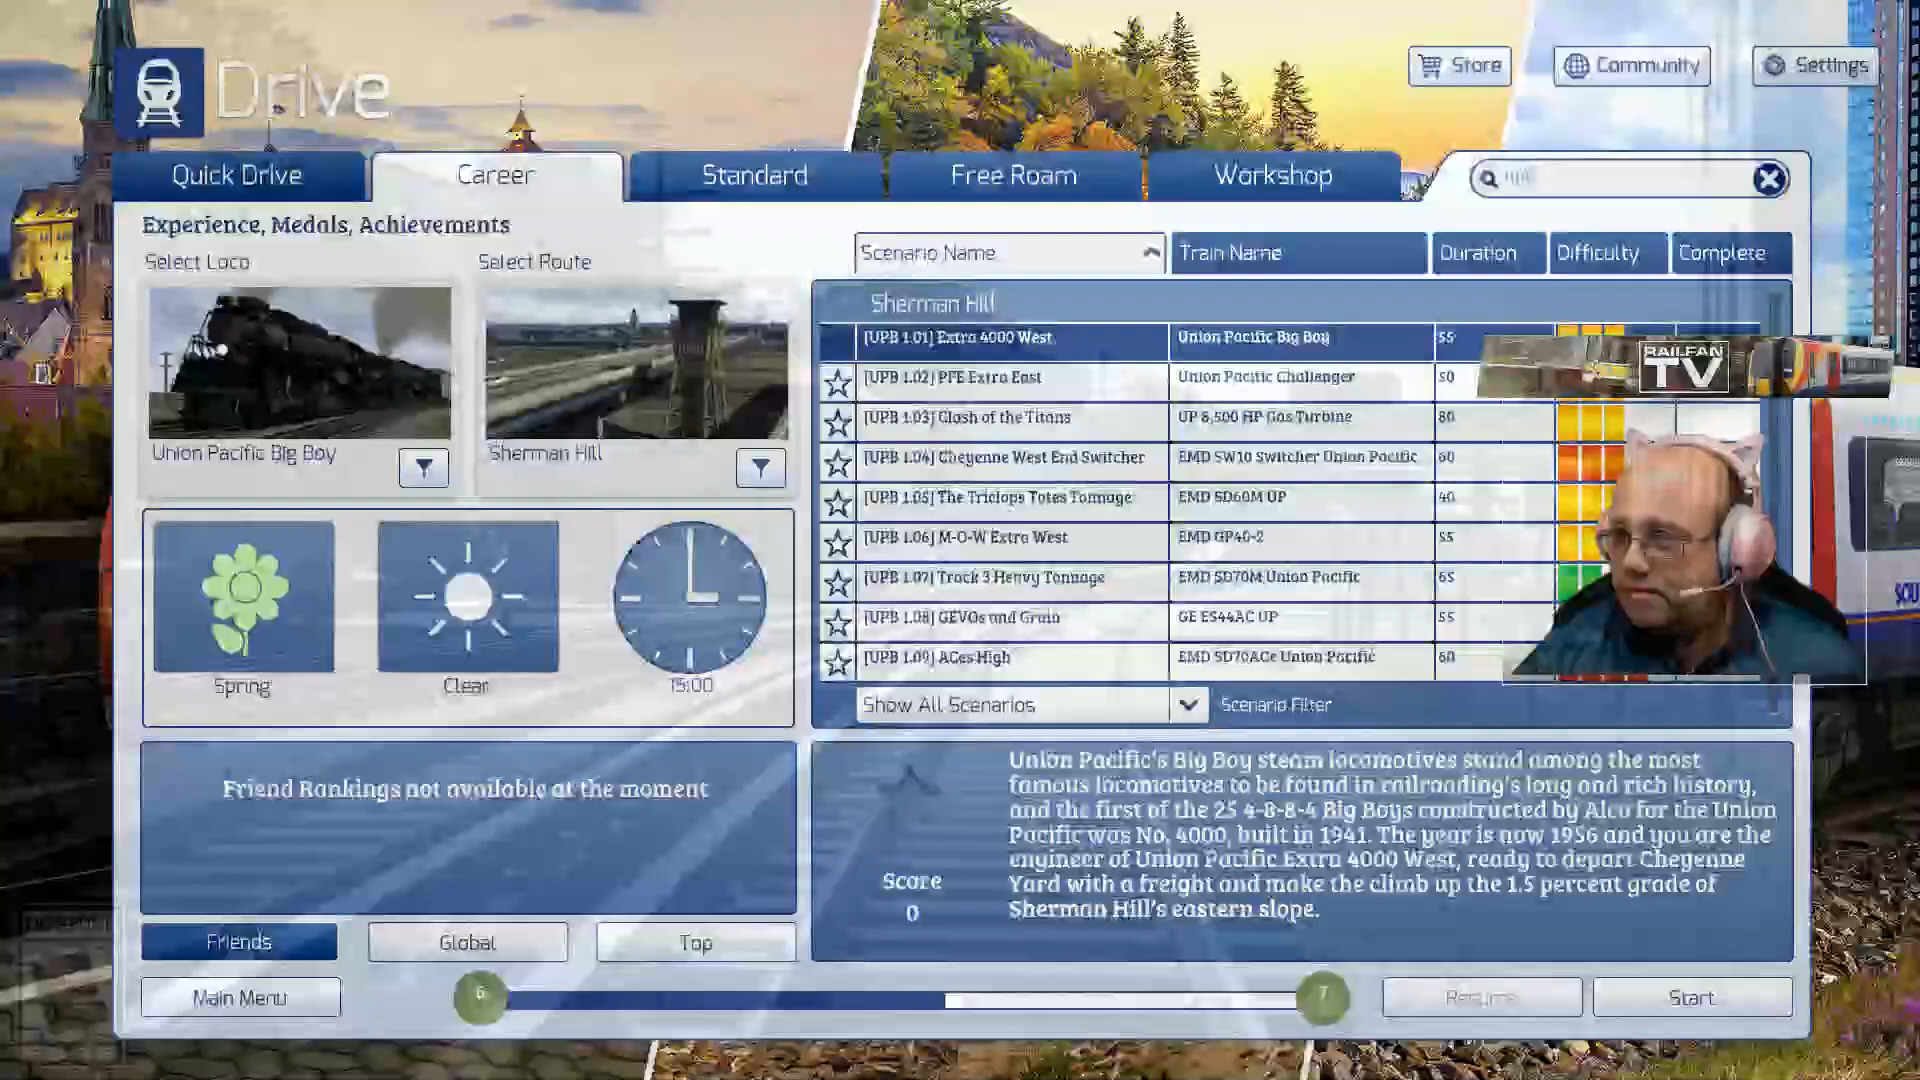 Drive
Store
Community
Settings
Quick Drive
Career
Standard
Free Roam
Workshop
Experience, Medals, Achievements
Select Loco
Select Route
Union Pacific Big Boy
Sherman Hill
Spring
Clear
15:00
Scenario Name
Train Name
Duration
Difficulty
Complete
Sherman Hill
[UPB 1.01] Extra 4000 West Union Pacific Big Boy 55
[UPB 1.02] PFE Extra East Union Pacific Challenger 50
[UPB 1.03] Clash of the Titans UP 8,500 HP Gas Turbine 80
[UPB 1.04] Cheyenne West End Switcher EMD SW10 Switcher Union Pacific 60
[UPB 1.05] The Triclops Totes Tonnage EMD SD60M UP 40
[UPB 1.06] M-O-W Extra West EMD GP40-2 55
[UPB 1.07] Track 3 Heavy Tonnage EMD SD70M Union Pacific 65
[UPB 1.08] GEVOs and Grain GE ES44AC UP 55
[UPB 1.09] ACes High EMD SD70ACe Union Pacific 60
Show All Scenarios
Scenario Filter
RAILFAN
TV
SOU
Friend Rankings not available at the moment
Score
0
Union Pacific's Big Boy steam locomotives stand among the most
famous locomotives to be found in railroading's long and rich history,
and the first of the 25 4-8-8-4 Big Boys constructed by Alco for the Union
Pacific was No. 4000, built in 1941. The year is now 1956 and you are the
engineer of Union Pacific Extra 4000 West, ready to depart Cheyenne
Yard with a freight and make the climb up the 1.5 percent grade of
Sherman Hill's eastern slope.
Friends
Global
Top
Main Menu
6
7
Resume
Start